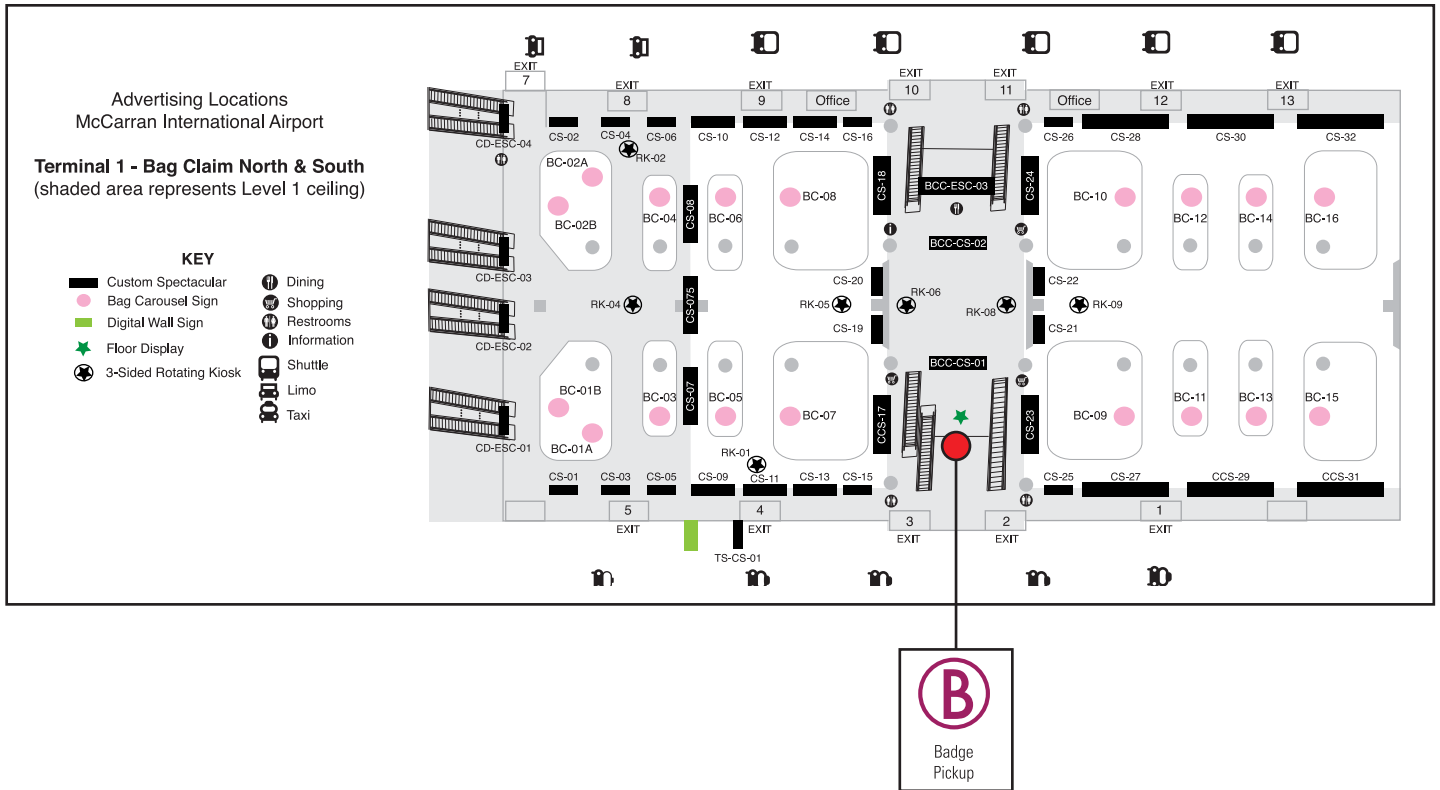 Advertising Locations
McCarran International Airport
Terminal 1 - Bag Claim North & South
(shaded area represents Level 1 ceiling)
KEY
Custom Spectacular
Bag Carousel Sign
Digital Wall Sign
Floor Display
3-Sided Rotating Kiosk
Dining
Shopping
Restrooms
Information
Shuttle
Limo
Taxi
EXIT
7
EXIT
8
EXIT
9
Office
EXIT
10
EXIT
11
Office
EXIT
12
EXIT
13
CD-ESC-04
CS-02
CS-04
CS-06
CS-10
CS-12
CS-14
CS-16
CS-26
CS-28
CS-30
CS-32
RK-02
BC-02A
BC-02B
BC-04
CS-08
BC-06
BC-08
CS-18
BCC-ESC-03
CS-24
BC-10
BC-12
BC-14
BC-16
BCC-CS-02
CD-ESC-03
CS-20
CS-22
RK-04
CS-075
RK-05
RK-06
RK-08
RK-09
CS-19
CS-21
CD-ESC-02
BCC-CS-01
BC-01B
BC-01A
BC-03
CS-07
BC-05
BC-07
CCS-17
CS-23
BC-09
BC-11
BC-13
BC-15
CD-ESC-01
RK-01
CS-01
CS-03
CS-05
CS-09
CS-11
CS-13
CS-15
CS-25
CS-27
CCS-29
CCS-31
5
EXIT
4
EXIT
3
EXIT
2
EXIT
1
EXIT
TS-CS-01
B
Badge
Pickup